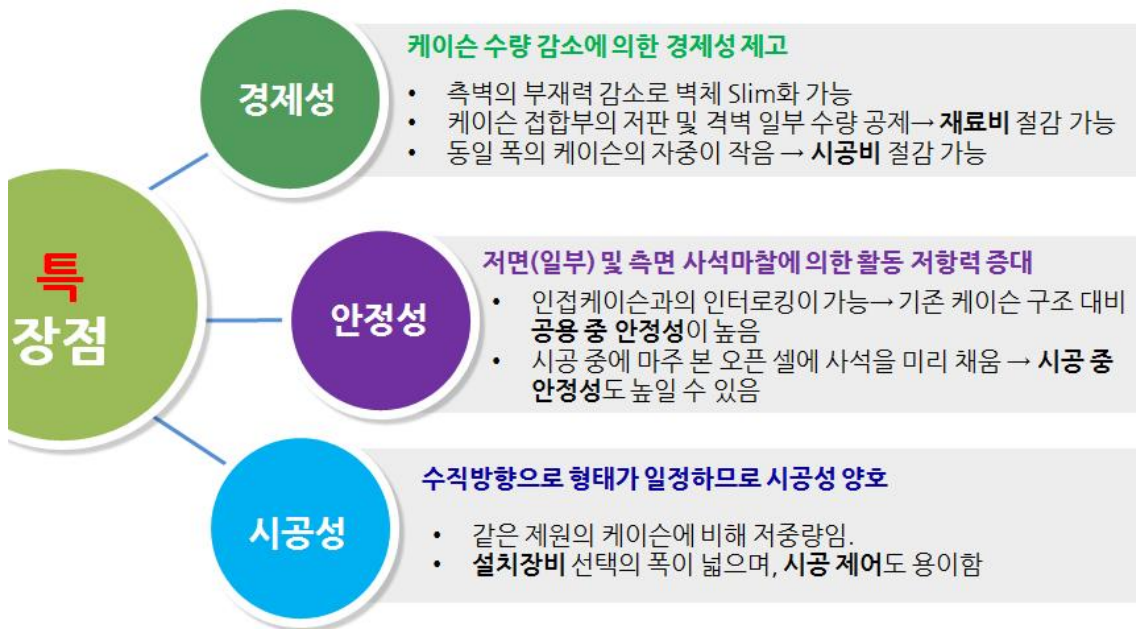 특
장점
경제성
케이슨 수량 감소에 의한 경제성 제고
• 측벽의 부재력 감소로 벽체 Slim화 가능
• 케이슨 접합부의 저판 및 격벽 일부 수량 공제→ 재료비 절감 가능
• 동일 폭의 케이슨의 자중이 작음 → 시공비 절감 가능
안정성
저면(일부) 및 측면 사석마찰에 의한 활동 저항력 증대
• 인접케이슨과의 인터로킹이 가능→ 기존 케이슨 구조 대비
공용 중 안정성이 높음
• 시공 중에 마주 본 오픈 셀에 사석을 미리 채움 → 시공 중
안정성도 높일 수 있음
시공성
수직방향으로 형태가 일정하므로 시공성 양호
• 같은 제원의 케이슨에 비해 저중량임.
• 설치장비 선택의 폭이 넓으며, 시공 제어도 용이함